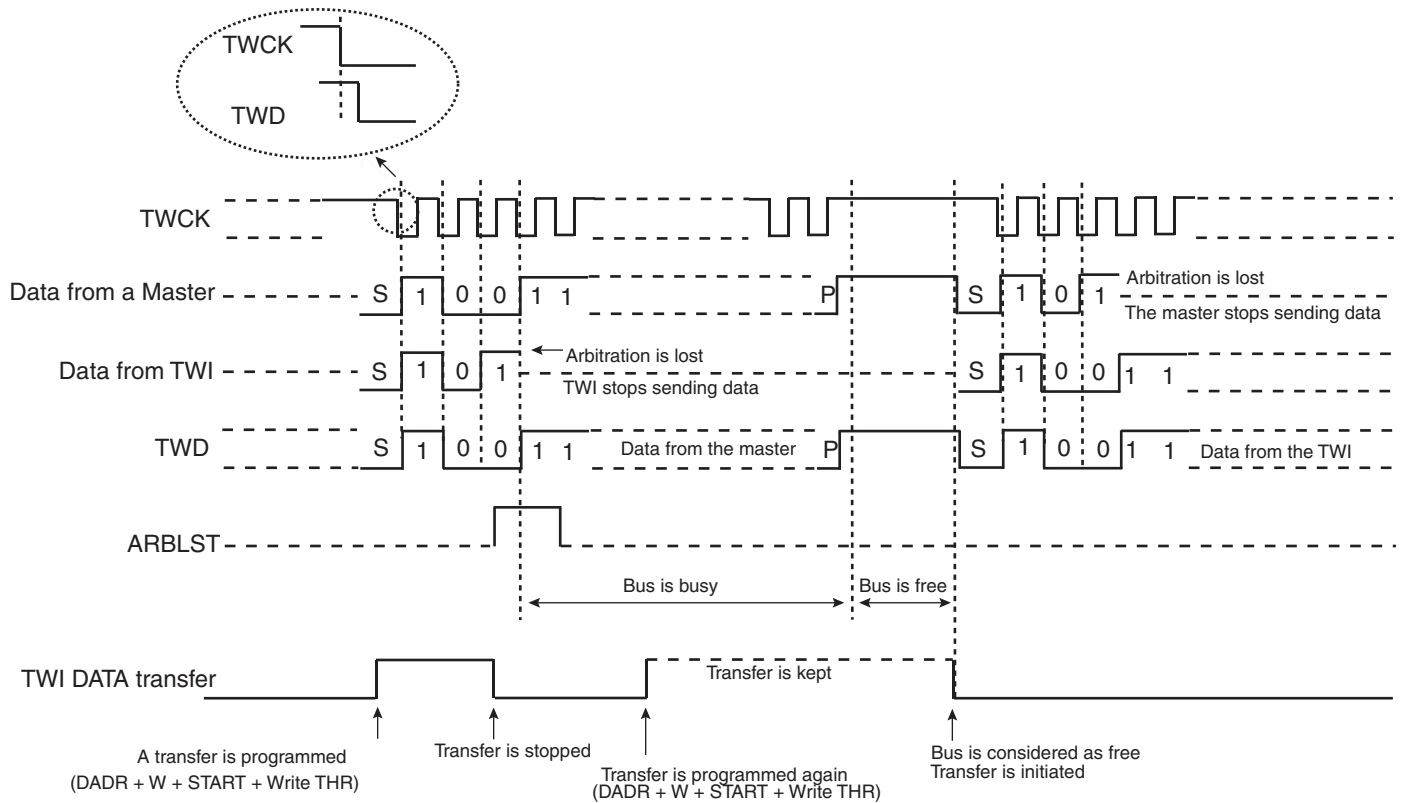 TWCK
TWD
TWCK
Data from a Master S 1 0 0 1 1 P S 1 0 1 Arbitration is lost
The master stops sending data
Data from TWI S 1 0 1 Arbitration is lost S 1 0 0 1 1
TWI stops sending data
TWD S 1 0 0 1 1 Data from the master P S 1 0 0 1 1 Data from the TWI
ARBLST
Bus is busy Bus is free
TWI DATA transfer Transfer is kept
A transfer is programmed
(DADR + W + START + Write THR)
Transfer is stopped
Transfer is programmed again
(DADR + W + START + Write THR)
Bus is considered as free
Transfer is initiated